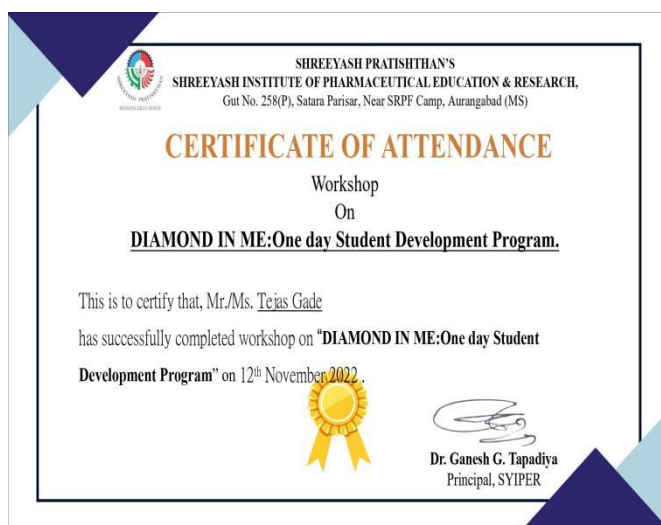 SHREEYASH PRATISHTHAN'S
SHREEYASH INSTITUTE OF PHARMACEUTICAL EDUCATION & RESEARCH,
Gut No. 258(P), Satara Parisar, Near SRPF Camp, Aurangabad (MS)
CERTIFICATE OF ATTENDANCE
Workshop
On
DIAMOND IN ME:One day Student Development Program.
This is to certify that, Mr./Ms. Tejas Gade
has successfully completed workshop on "DIAMOND IN ME:One day Student
Development Program" on 12th November 2022 .
Dr. Ganesh G. Tapadiya
Principal, SYIPER